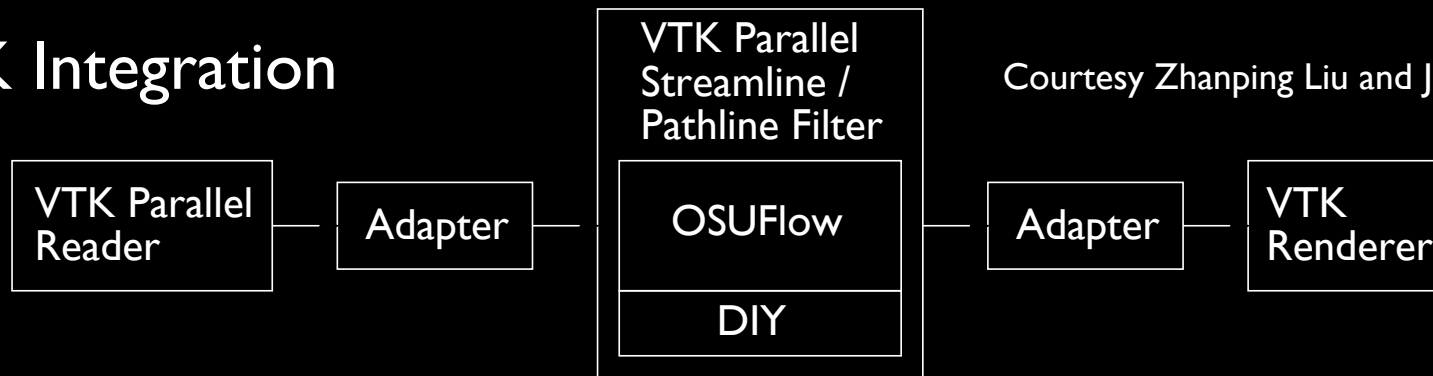 K Integration
VTK Parallel
Streamline /
Pathline Filter
Courtesy Zhanping Liu and J
VTK Parallel
Reader
Adapter
OSUFlow
DIY
Adapter
VTK
Renderer